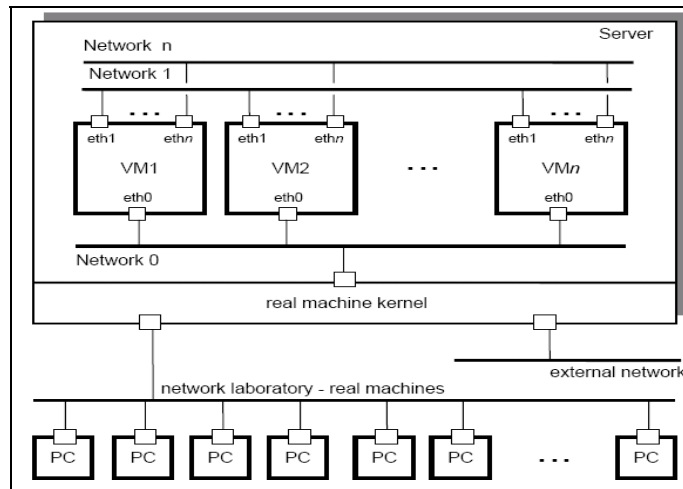 Server
Network n
Network 1
eth1 ethn eth1 ethn eth1 ethn
VM1 VM2 ... VMn
eth0 eth0 eth0
Network 0
real machine kernel
external network
network laboratory - real machines
PC PC PC PC PC PC ... PC